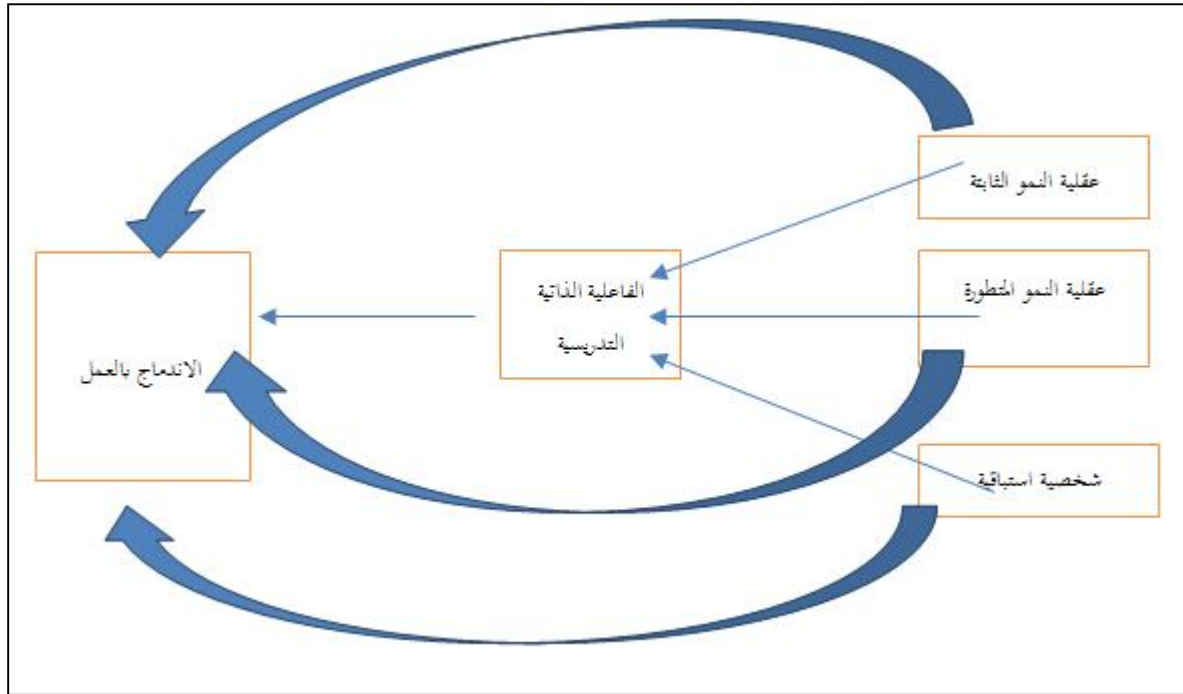 عقلية النمو الثابتة
عقلية النمو المتطورة
شخصية استباقية
الفاعلية الذاتية
التدريسية
الاندماج بالعمل